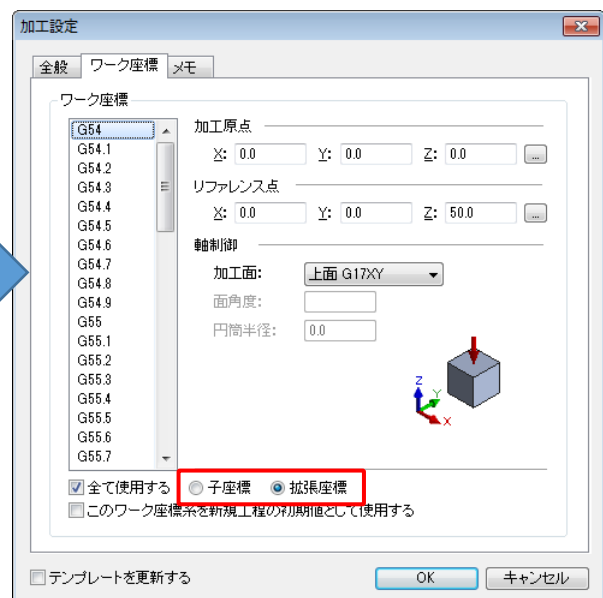 加工設定
全般 ワーク座標 メモ
ワーク座標
G54
G54.1
G54.2
G54.3
G54.4
G54.5
G54.6
G54.7
G54.8
G54.9
G55
G55.1
G55.2
G55.3
G55.4
G55.5
G55.6
G55.7
加工原点
X: 0.0 Y: 0.0 Z: 0.0 ...
リファレンス点
X: 0.0 Y: 0.0 Z: 50.0 ...
軸制御
加工面: 上面 G17XY
面角度:
円筒半径: 0.0
Z
Y
X
全て使用する 子座標 拡張座標
このワーク座標系を新規工程の初期値として使用する
テンプレートを更新する OK キャンセル